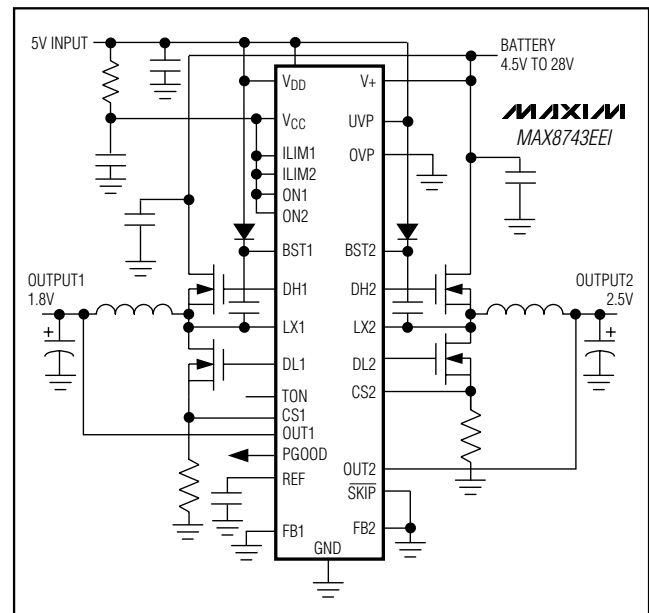 5V INPUT
BATTERY
4.5V TO 28V
VDD
V+
MAXIM
MAX8743EEI
VCC
UVP
ILIM1
OVP
ILIM2
ON1
ON2
BST1
BST2
OUTPUT1
1.8V
DH1
DH2
OUTPUT2
2.5V
+
LX1
LX2
+
DL1
DL2
TON
CS2
CS1
OUT1
PGOOD
OUT2
REF
SKIP
FB1
FB2
GND